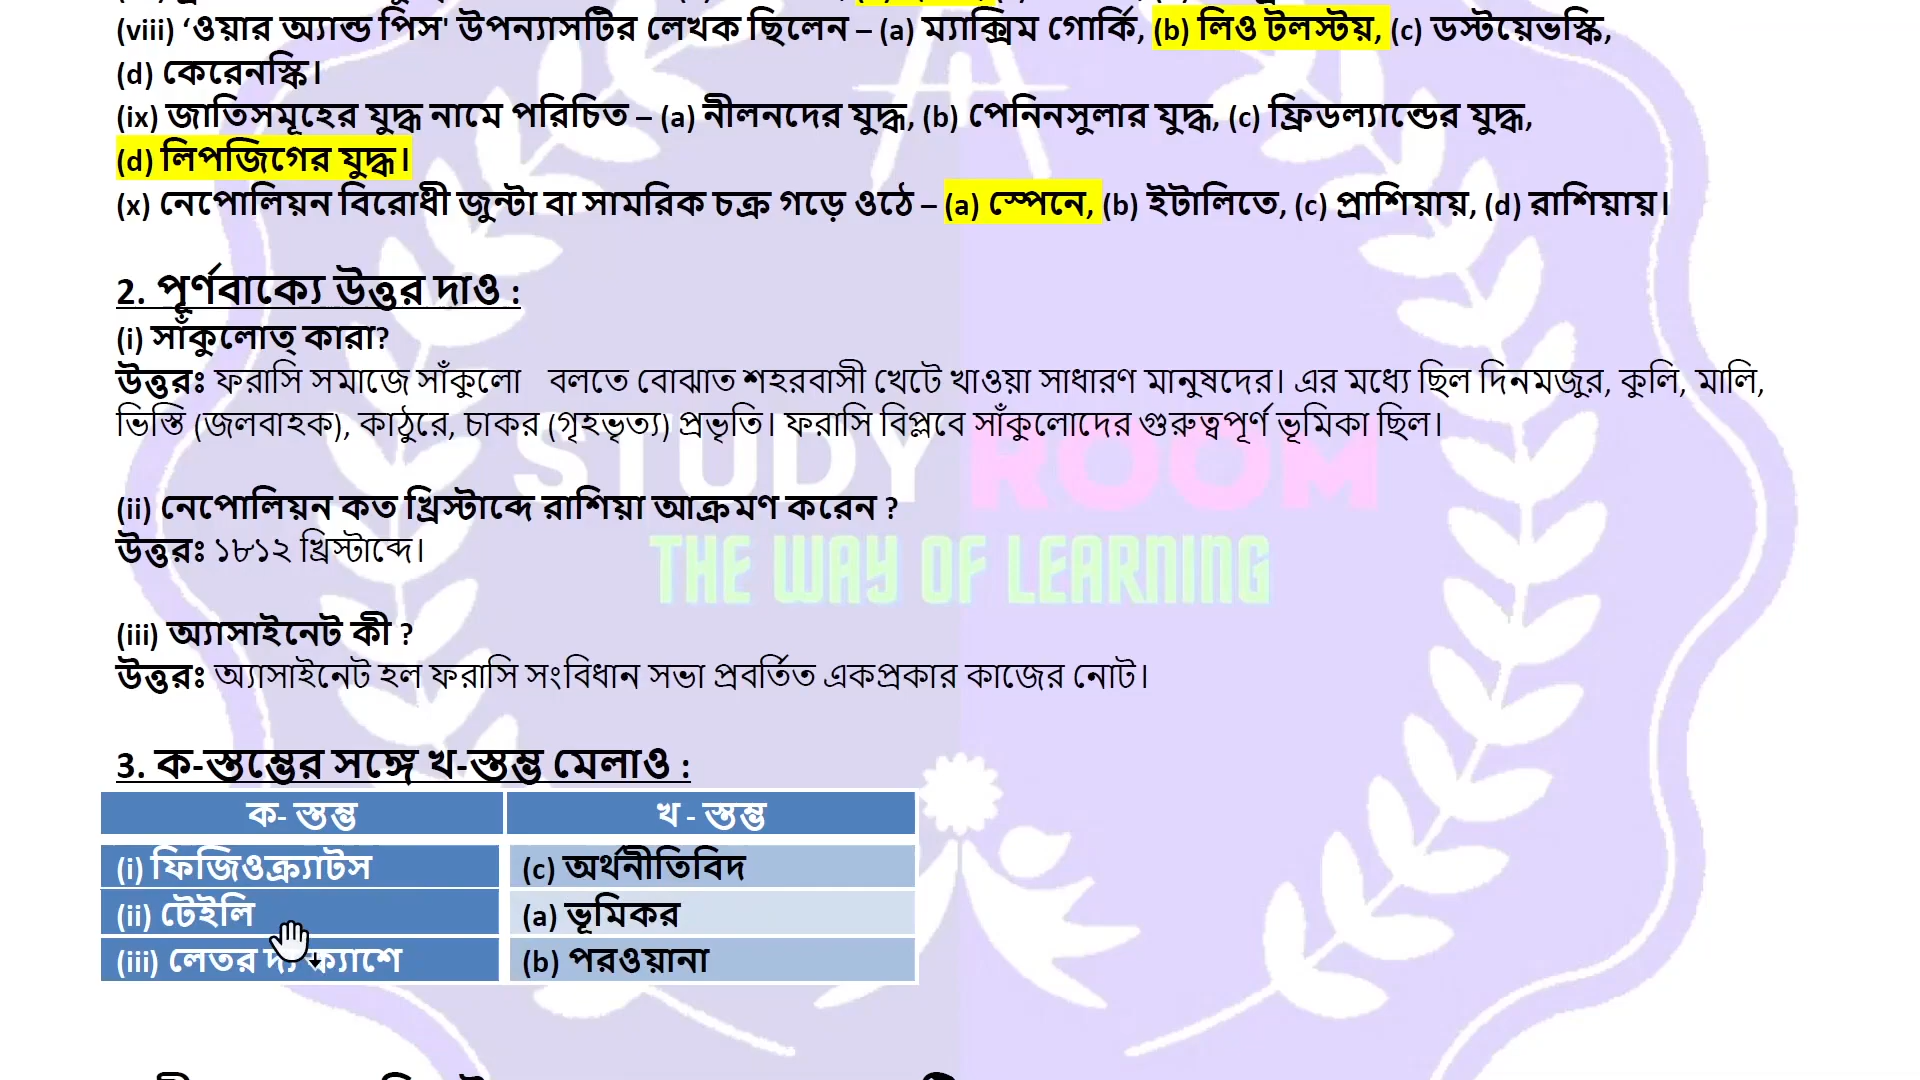 (viii) ‘ওয়ার অ্যান্ড পিস' উপন্যাসটির লেখক ছিলেন – (a) ম্যাক্সিম গোর্কি, (b) লিও টলস্টয়, (c) ডস্টয়েভস্কি,
(d) কেরেনস্কি।
(ix) জাতিসমূহের যুদ্ধ নামে পরিচিত – (a) নীলনদের যুদ্ধ, (b) পেনিনসুলার যুদ্ধ, (c) ফ্রিডল্যান্ডের যুদ্ধ,
(d) লিপজিগের যুদ্ধ।
(x) নেপোলিয়ন বিরোধী জুন্টা বা সামরিক চক্র গড়ে ওঠে – (a) স্পেনে, (b) ইটালিতে, (c) প্রাশিয়ায়, (d) রাশিয়ায়।
2. পূর্ণবাক্যে উত্তর দাও :
(i) সাঁকুলোত্ কারা?
উত্তরঃ ফরাসি সমাজে সাঁকুলো বলতে বোঝাত শহরবাসী খেটে খাওয়া সাধারণ মানুষদের। এর মধ্যে ছিল দিনমজুর, কুলি, মালি,
ভিস্তি (জলবাহক), কাঠুরে, চাকর (গৃহভৃত্য) প্রভৃতি। ফরাসি বিপ্লবে সাঁকুলোদের গুরুত্বপূর্ণ ভূমিকা ছিল।
STUDY ROOM
(ii) নেপোলিয়ন কত খ্রিস্টাব্দে রাশিয়া আক্রমণ করেন ?
উত্তরঃ ১৮১২ খ্রিস্টাব্দে।
THE WAY OF LEARNING
(iii) অ্যাসাইনেট কী ?
উত্তরঃ অ্যাসাইনেট হল ফরাসি সংবিধান সভা প্রবর্তিত একপ্রকার কাজের নোট।
3. ক-স্তম্ভের সঙ্গে খ-স্তম্ভ মেলাও :
ক- স্তম্ভ খ - স্তম্ভ
(i) ফিজিওক্র্যাটস (c) অর্থনীতিবিদ
(ii) টেইলি (a) ভূমিকর
(iii) লেতর দ্য ক্যাশে (b) পরওয়ানা